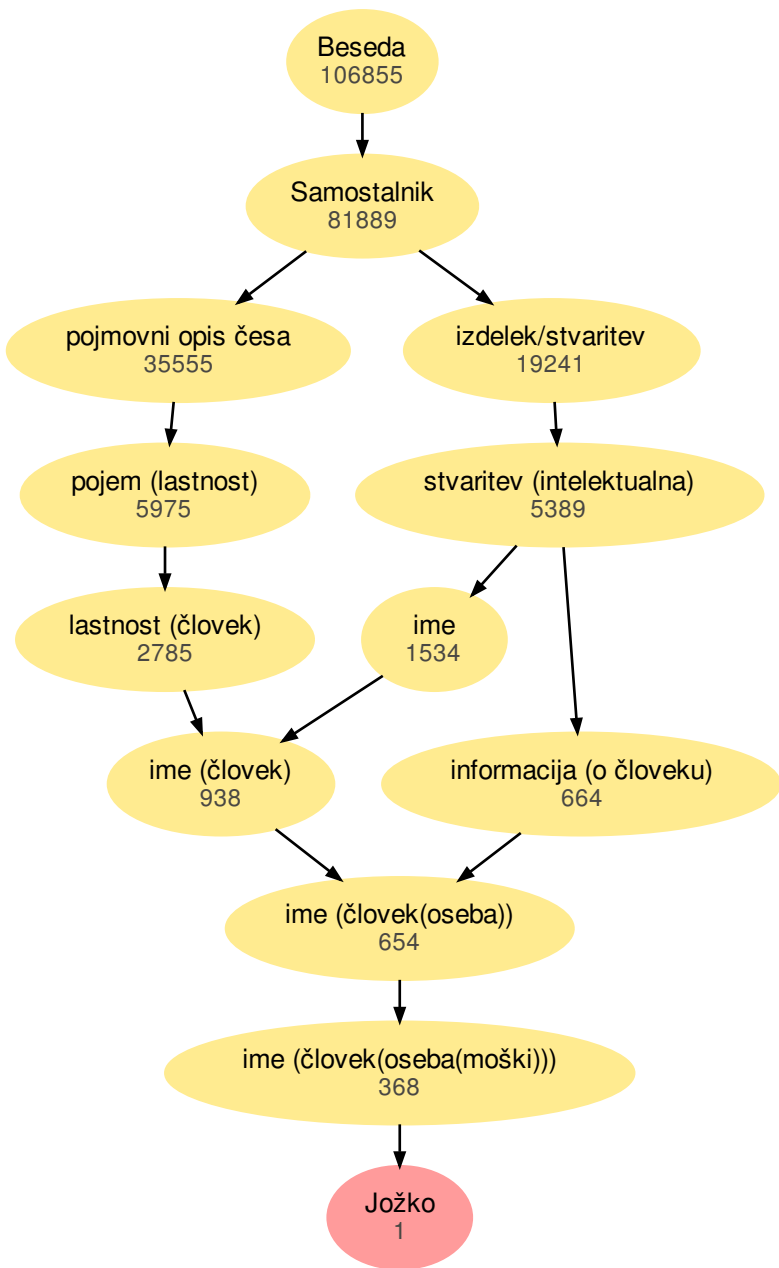 Beseda
106855
Samostalnik
81889
pojmovni opis česa
35555
izdelek/stvaritev
19241
pojem (lastnost)
5975
stvaritev (intelektualna)
5389
lastnost (človek)
2785
ime
1534
ime (človek)
938
informacija (o človeku)
664
ime (človek(oseba))
654
ime (človek(oseba(moški)))
368
Jožko
1